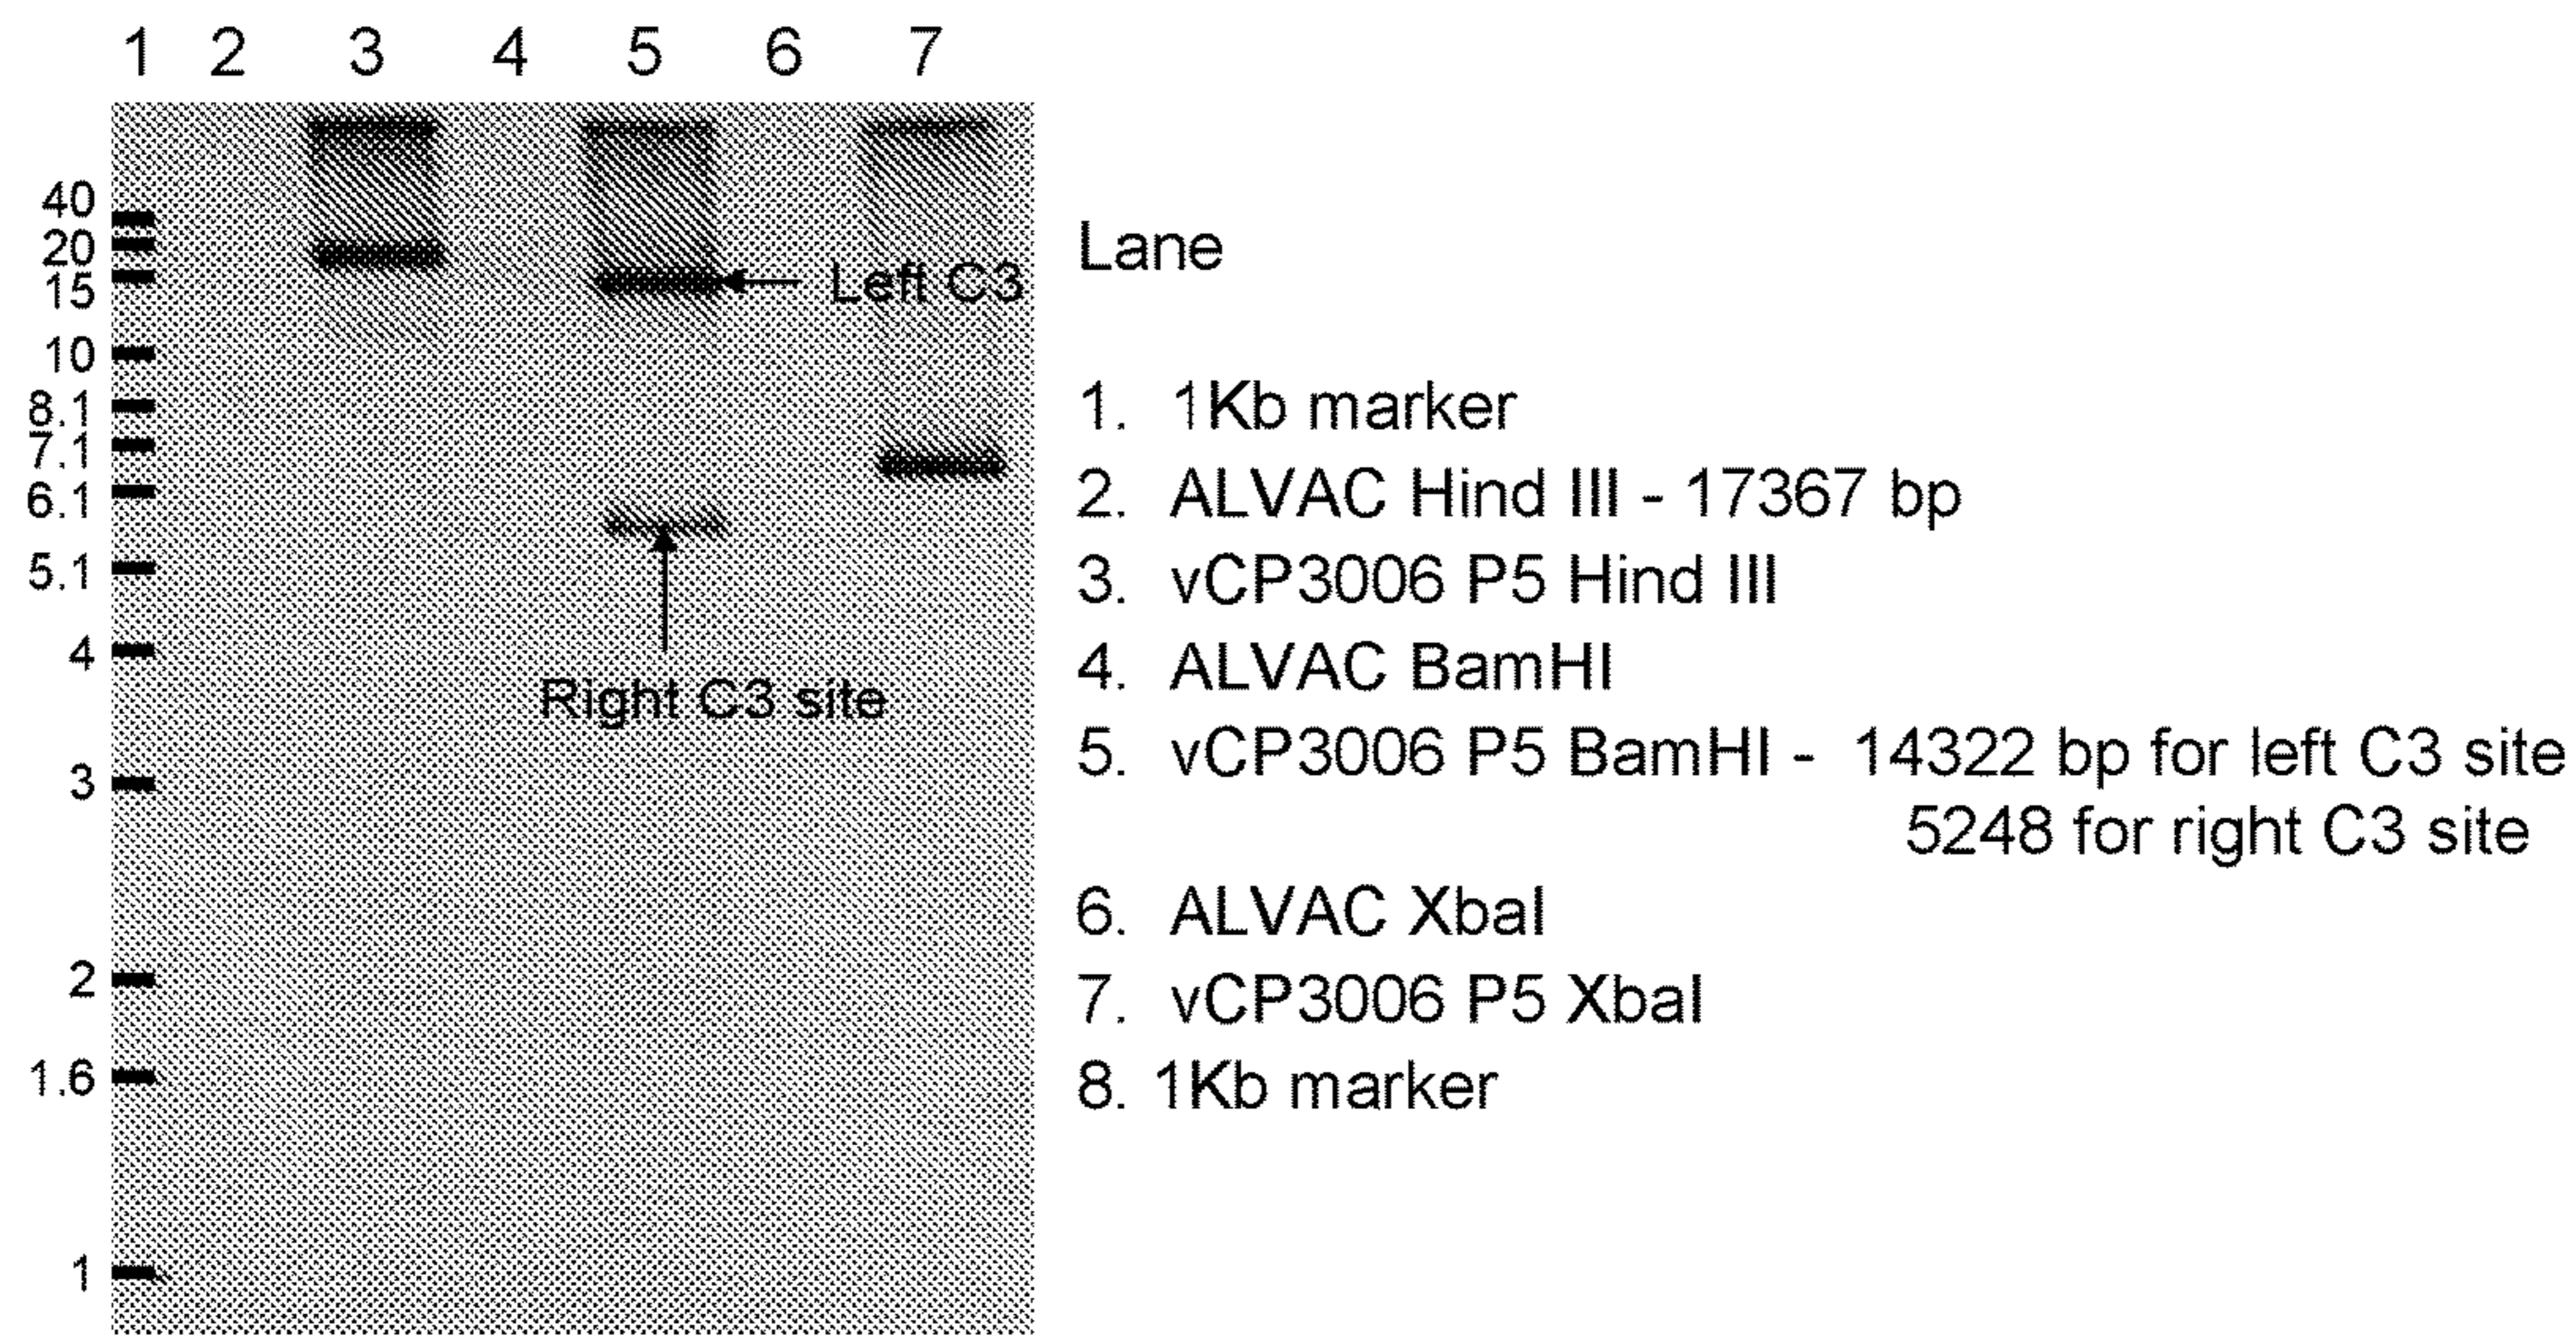 1 2 3 4 5 6 7
40
20
15
10
8.1
7.1
6.1
5.1
4
3
2
1.6
1
Left C3
Right C3 site
Lane
1. 1Kb marker
2. ALVAC Hind III - 17367 bp
3. vCP3006 P5 Hind III
4. ALVAC BamHI
5. vCP3006 P5 BamHI - 14322 bp for left C3 site
5248 for right C3 site
6. ALVAC XbaI
7. vCP3006 P5 XbaI
8. 1Kb marker